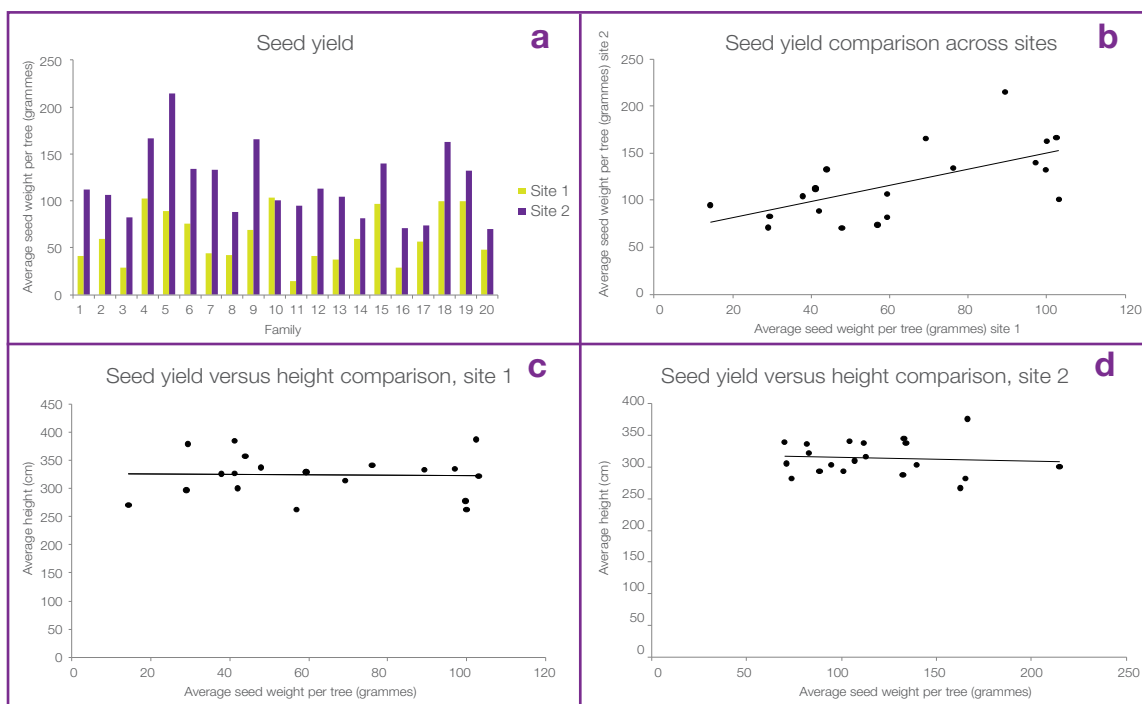 Seed yield
a
Average seed weight per tree (grammes)
250
200
150
100
50
0
1 2 3 4 5 6 7 8 9 10 11 12 13 14 15 16 17 18 19 20
Family
Site 1
Site 2
Seed yield comparison across sites
b
Average seed weight per tree (grammes) site 2
250
200
150
100
50
0
0 20 40 60 80 100 120
Average seed weight per tree (grammes) site 1
Seed yield versus height comparison, site 1
c
Average height (cm)
450
400
350
300
250
200
150
100
50
0
0 20 40 60 80 100 120
Average seed weight per tree (grammes)
Seed yield versus height comparison, site 2
d
Average height (cm)
400
350
300
250
300
150
100
50
0
0 50 100 150 200 250
Average seed weight per tree (grammes)